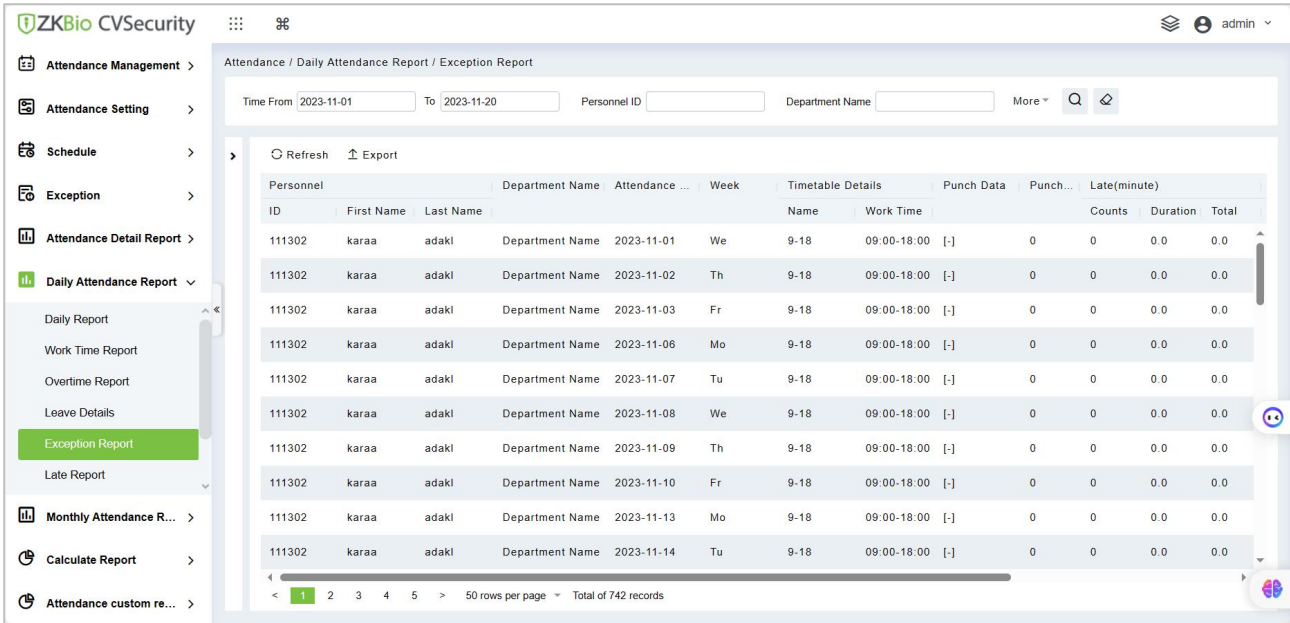 ZKBio CVSecurity
admin
Attendance Management
Attendance Setting
Schedule
Exception
Attendance Detail Report
Daily Attendance Report
Daily Report
Work Time Report
Overtime Report
Leave Details
Exception Report
Late Report
Monthly Attendance R...
Calculate Report
Attendance custom re...
Attendance / Daily Attendance Report / Exception Report
Time From 2023-11-01 To 2023-11-20 Personnel ID Department Name More
Refresh Export
Personnel Department Name Attendance ... Week Timetable Details Punch Data Punch... Late(minute)
ID First Name Last Name Name Work Time Counts Duration Total
111302 karaa adakl Department Name 2023-11-01 We 9-18 09:00-18:00 [-] 0 0 0.0 0.0
111302 karaa adakl Department Name 2023-11-02 Th 9-18 09:00-18:00 [-] 0 0 0.0 0.0
111302 karaa adakl Department Name 2023-11-03 Fr 9-18 09:00-18:00 [-] 0 0 0.0 0.0
111302 karaa adakl Department Name 2023-11-06 Mo 9-18 09:00-18:00 [-] 0 0 0.0 0.0
111302 karaa adakl Department Name 2023-11-07 Tu 9-18 09:00-18:00 [-] 0 0 0.0 0.0
111302 karaa adakl Department Name 2023-11-08 We 9-18 09:00-18:00 [-] 0 0 0.0 0.0
111302 karaa adakl Department Name 2023-11-09 Th 9-18 09:00-18:00 [-] 0 0 0.0 0.0
111302 karaa adakl Department Name 2023-11-10 Fr 9-18 09:00-18:00 [-] 0 0 0.0 0.0
111302 karaa adakl Department Name 2023-11-13 Mo 9-18 09:00-18:00 [-] 0 0 0.0 0.0
111302 karaa adakl Department Name 2023-11-14 Tu 9-18 09:00-18:00 [-] 0 0 0.0 0.0
< 1 2 3 4 5 > 50 rows per page Total of 742 records